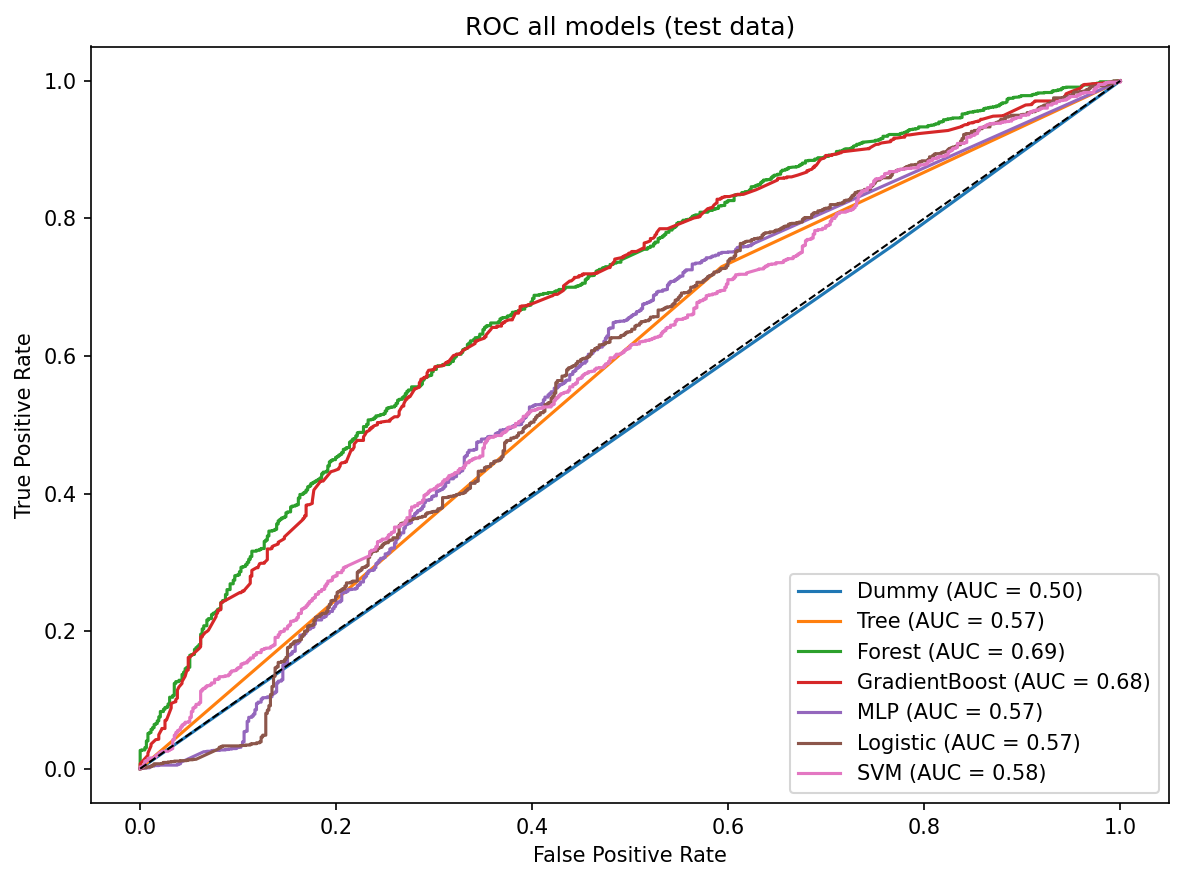 ROC all models (test data)
1.0
0.8
0.6
0.4
0.2
0.0
True Positive Rate
Dummy (AUC = 0.50)
Tree (AUC = 0.57)
Forest (AUC = 0.69)
GradientBoost (AUC = 0.68)
MLP (AUC = 0.57)
Logistic (AUC = 0.57)
SVM (AUC = 0.58)
0.0 0.2 0.4 0.6 0.8 1.0
False Positive Rate